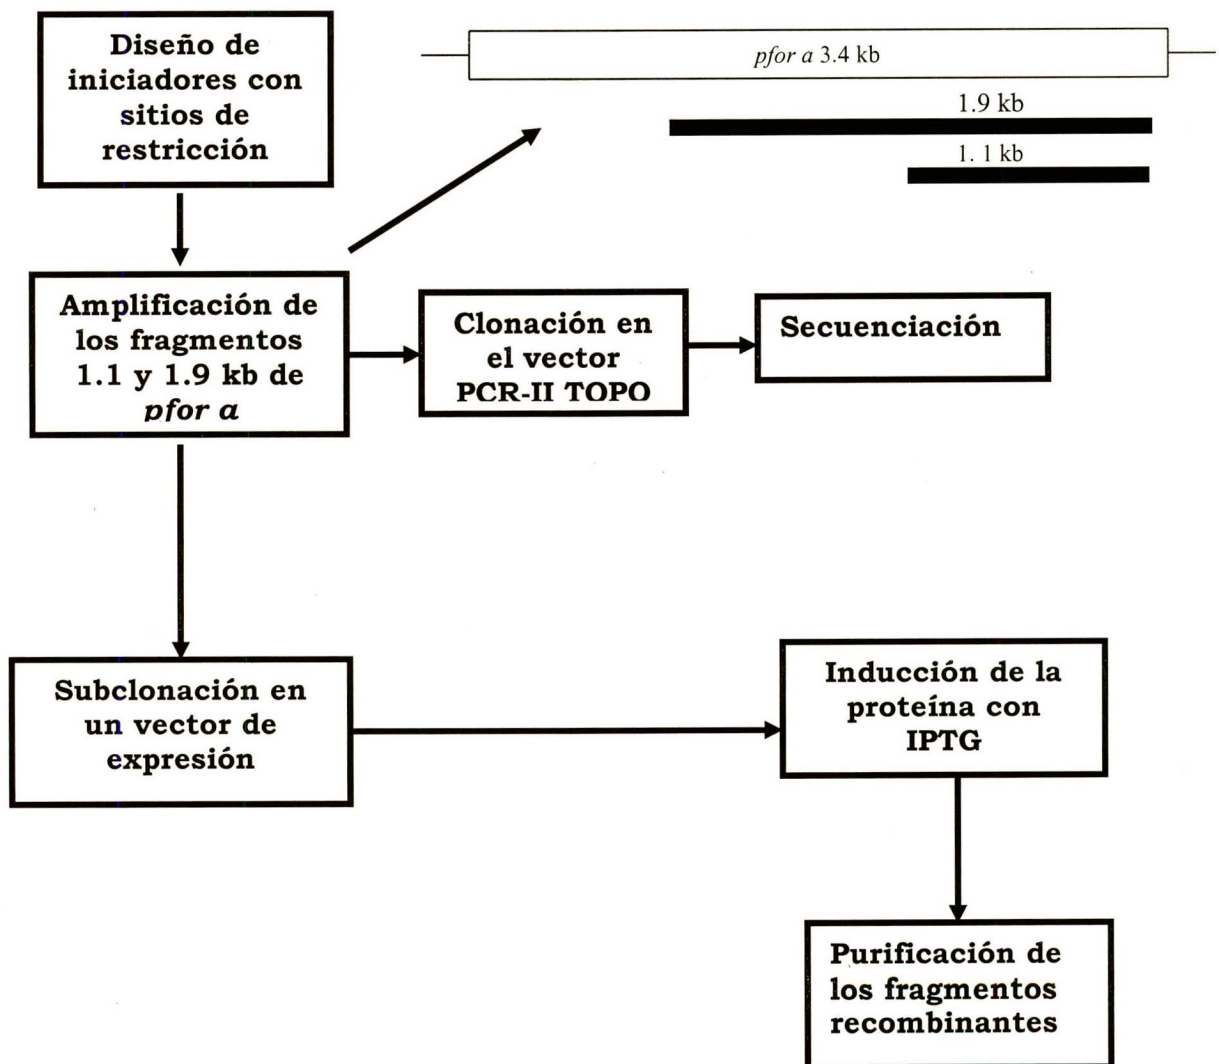 Diseño de
iniciadores con
sitios de
restricción
pfor a 3.4 kb
1.9 kb
1. 1 kb
Amplificación de
los fragmentos
1.1 y 1.9 kb de
pfor a
Clonación en
el vector
PCR-II TOPO
Secuenciación
Subclonación en
un vector de
expresión
Inducción de la
proteína con
IPTG
Purificación de
los fragmentos
recombinantes